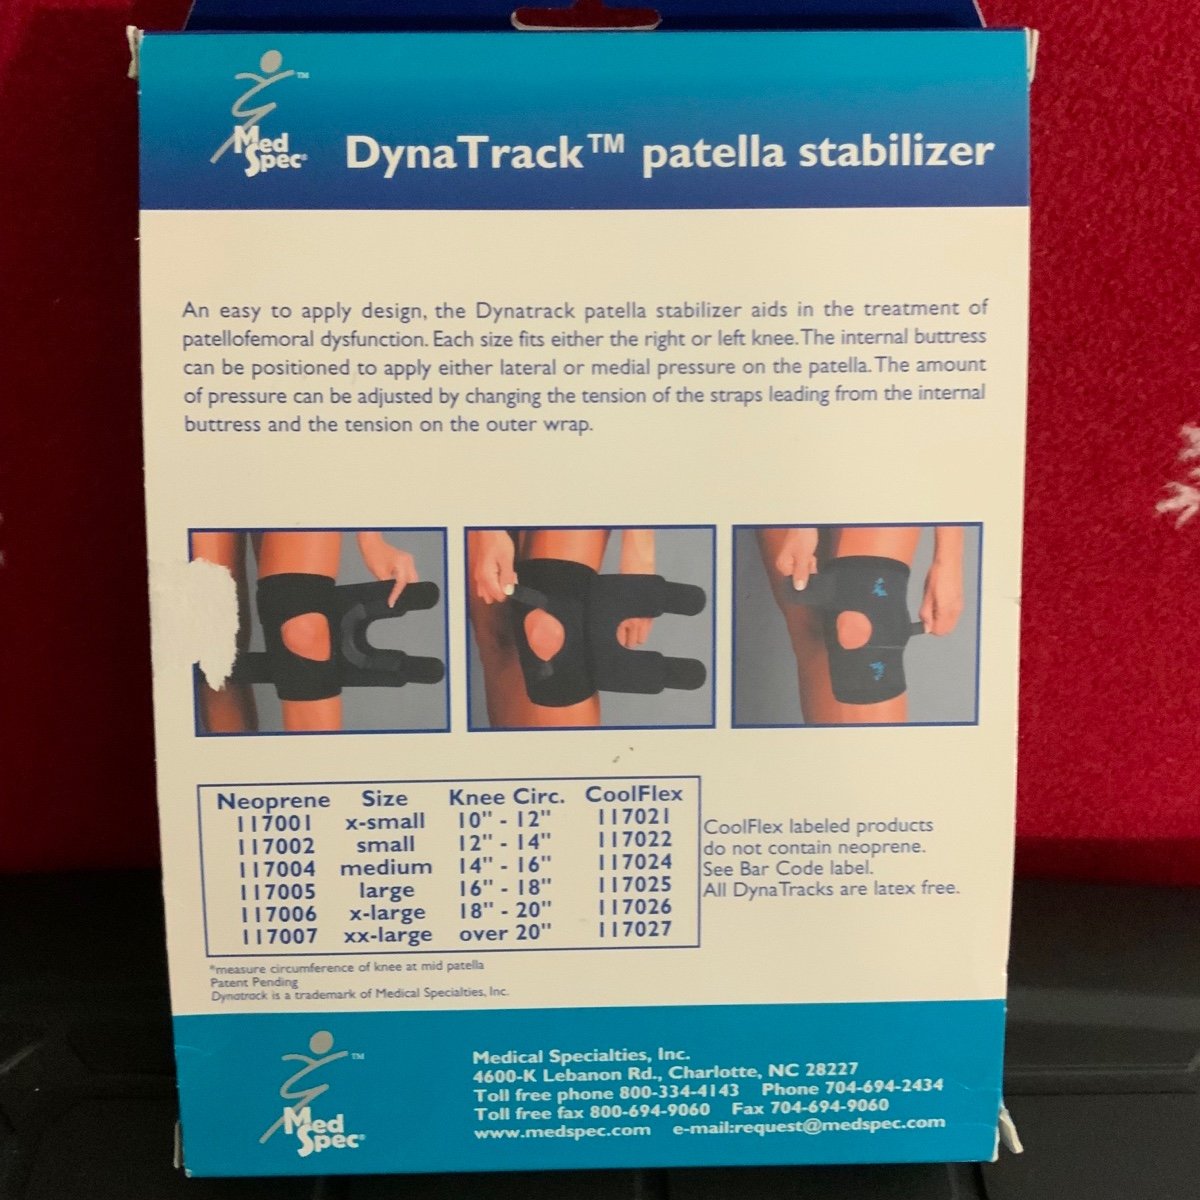 Med
Spec®
™
DynaTrack™ patella stabilizer
An easy to apply design, the Dynatrack patella stabilizer aids in the treatment of
patellofemoral dysfunction. Each size fits either the right or left knee. The internal buttress
can be positioned to apply either lateral or medial pressure on the patella. The amount
of pressure can be adjusted by changing the tension of the straps leading from the internal
buttress and the tension on the outer wrap.
Neoprene Size Knee Circ. CoolFlex
117001 x-small 10" - 12" 117021
117002 small 12" - 14" 117022
117004 medium 14" - 16" 117024
117005 large 16" - 18" 117025
117006 x-large 18" - 20" 117026
117007 xx-large over 20" 117027
CoolFlex labeled products
do not contain neoprene.
See Bar Code label.
All DynaTracks are latex free.
*measure circumference of knee at mid patella
Patent Pending
Dynatrack is a trademark of Medical Specialties, Inc.
™
Med
Spec®
Medical Specialties, Inc.
4600-K Lebanon Rd., Charlotte, NC 28227
Toll free phone 800-334-4143 Phone 704-694-2434
Toll free fax 800-694-9060 Fax 704-694-9060
www.medspec.com e-mail:request@medspec.com